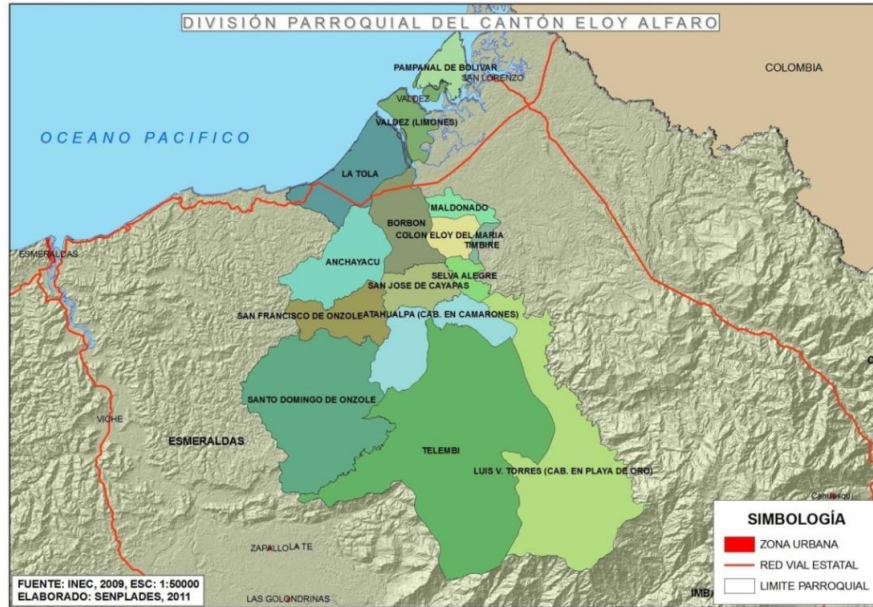 DIVISIÓN PARROQUIAL DEL CANTÓN ELOY ALFARO
PAMPAÑAL DE BOLIVAR
SAN LORENZO
COLOMBIA
VALDEZ
VALDEZ (LIMONES)
OCEANO PACIFICO
LA TOLA
MALDONADO
BORBON
COLON ELOY DEL MARIA
TIMBIRE
ESMERALDAS
ANCHAYACU
SELVA ALEGRE
SAN JOSE DE CAYAPAS
SAN FRANCISCO DE ONZOLE
ATAHUALPA (CAB. EN CAMARONES)
SANTO DOMINGO DE ONZOLE
VICHE
ESMERALDAS
TELEMBI
LUIS V. TORRES (CAB. EN PLAYA DE ORO)
ZAPALLO
LA TE
LAS GOLONDRINAS
IMBA
SIMBOLOGÍA
ZONA URBANA
RED VIAL ESTATAL
LIMITE PARROQUIAL
FUENTE: INEC, 2009, ESC: 1:50000
ELABORADO: SENPLADES, 2011